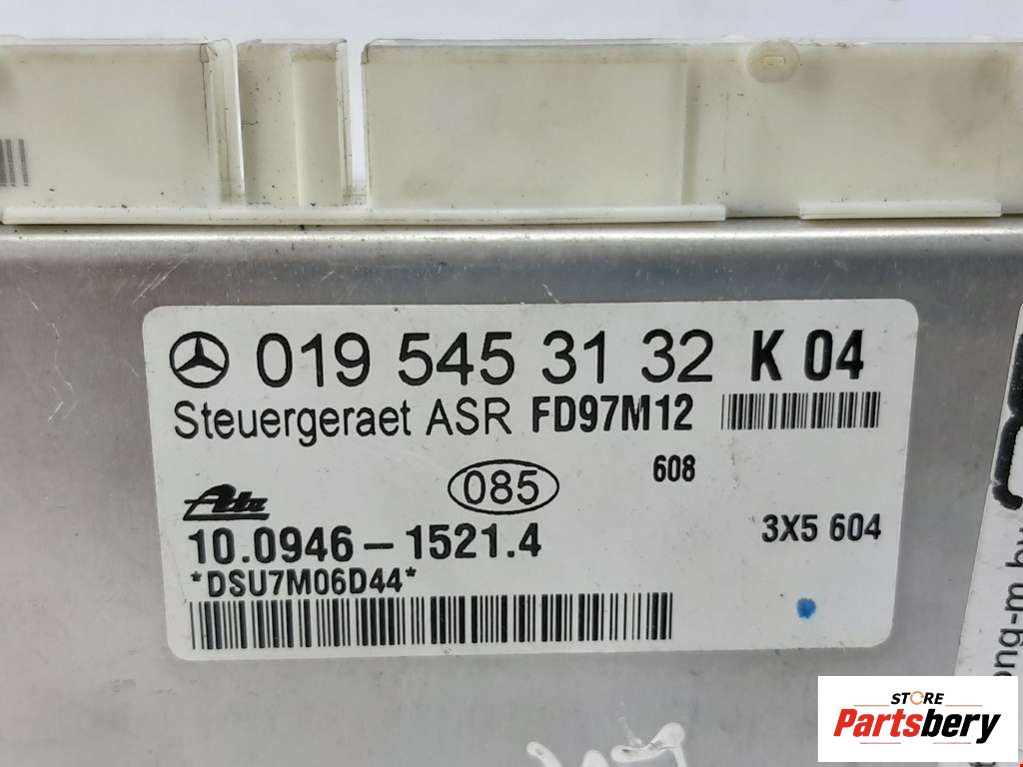 019 545 31 32 K 04
Steuergeraet ASR FD97M12
085 608
Ate
10.0946-1521.4 3X5 604
*DSU7M06D44*
STORE
Partsbery